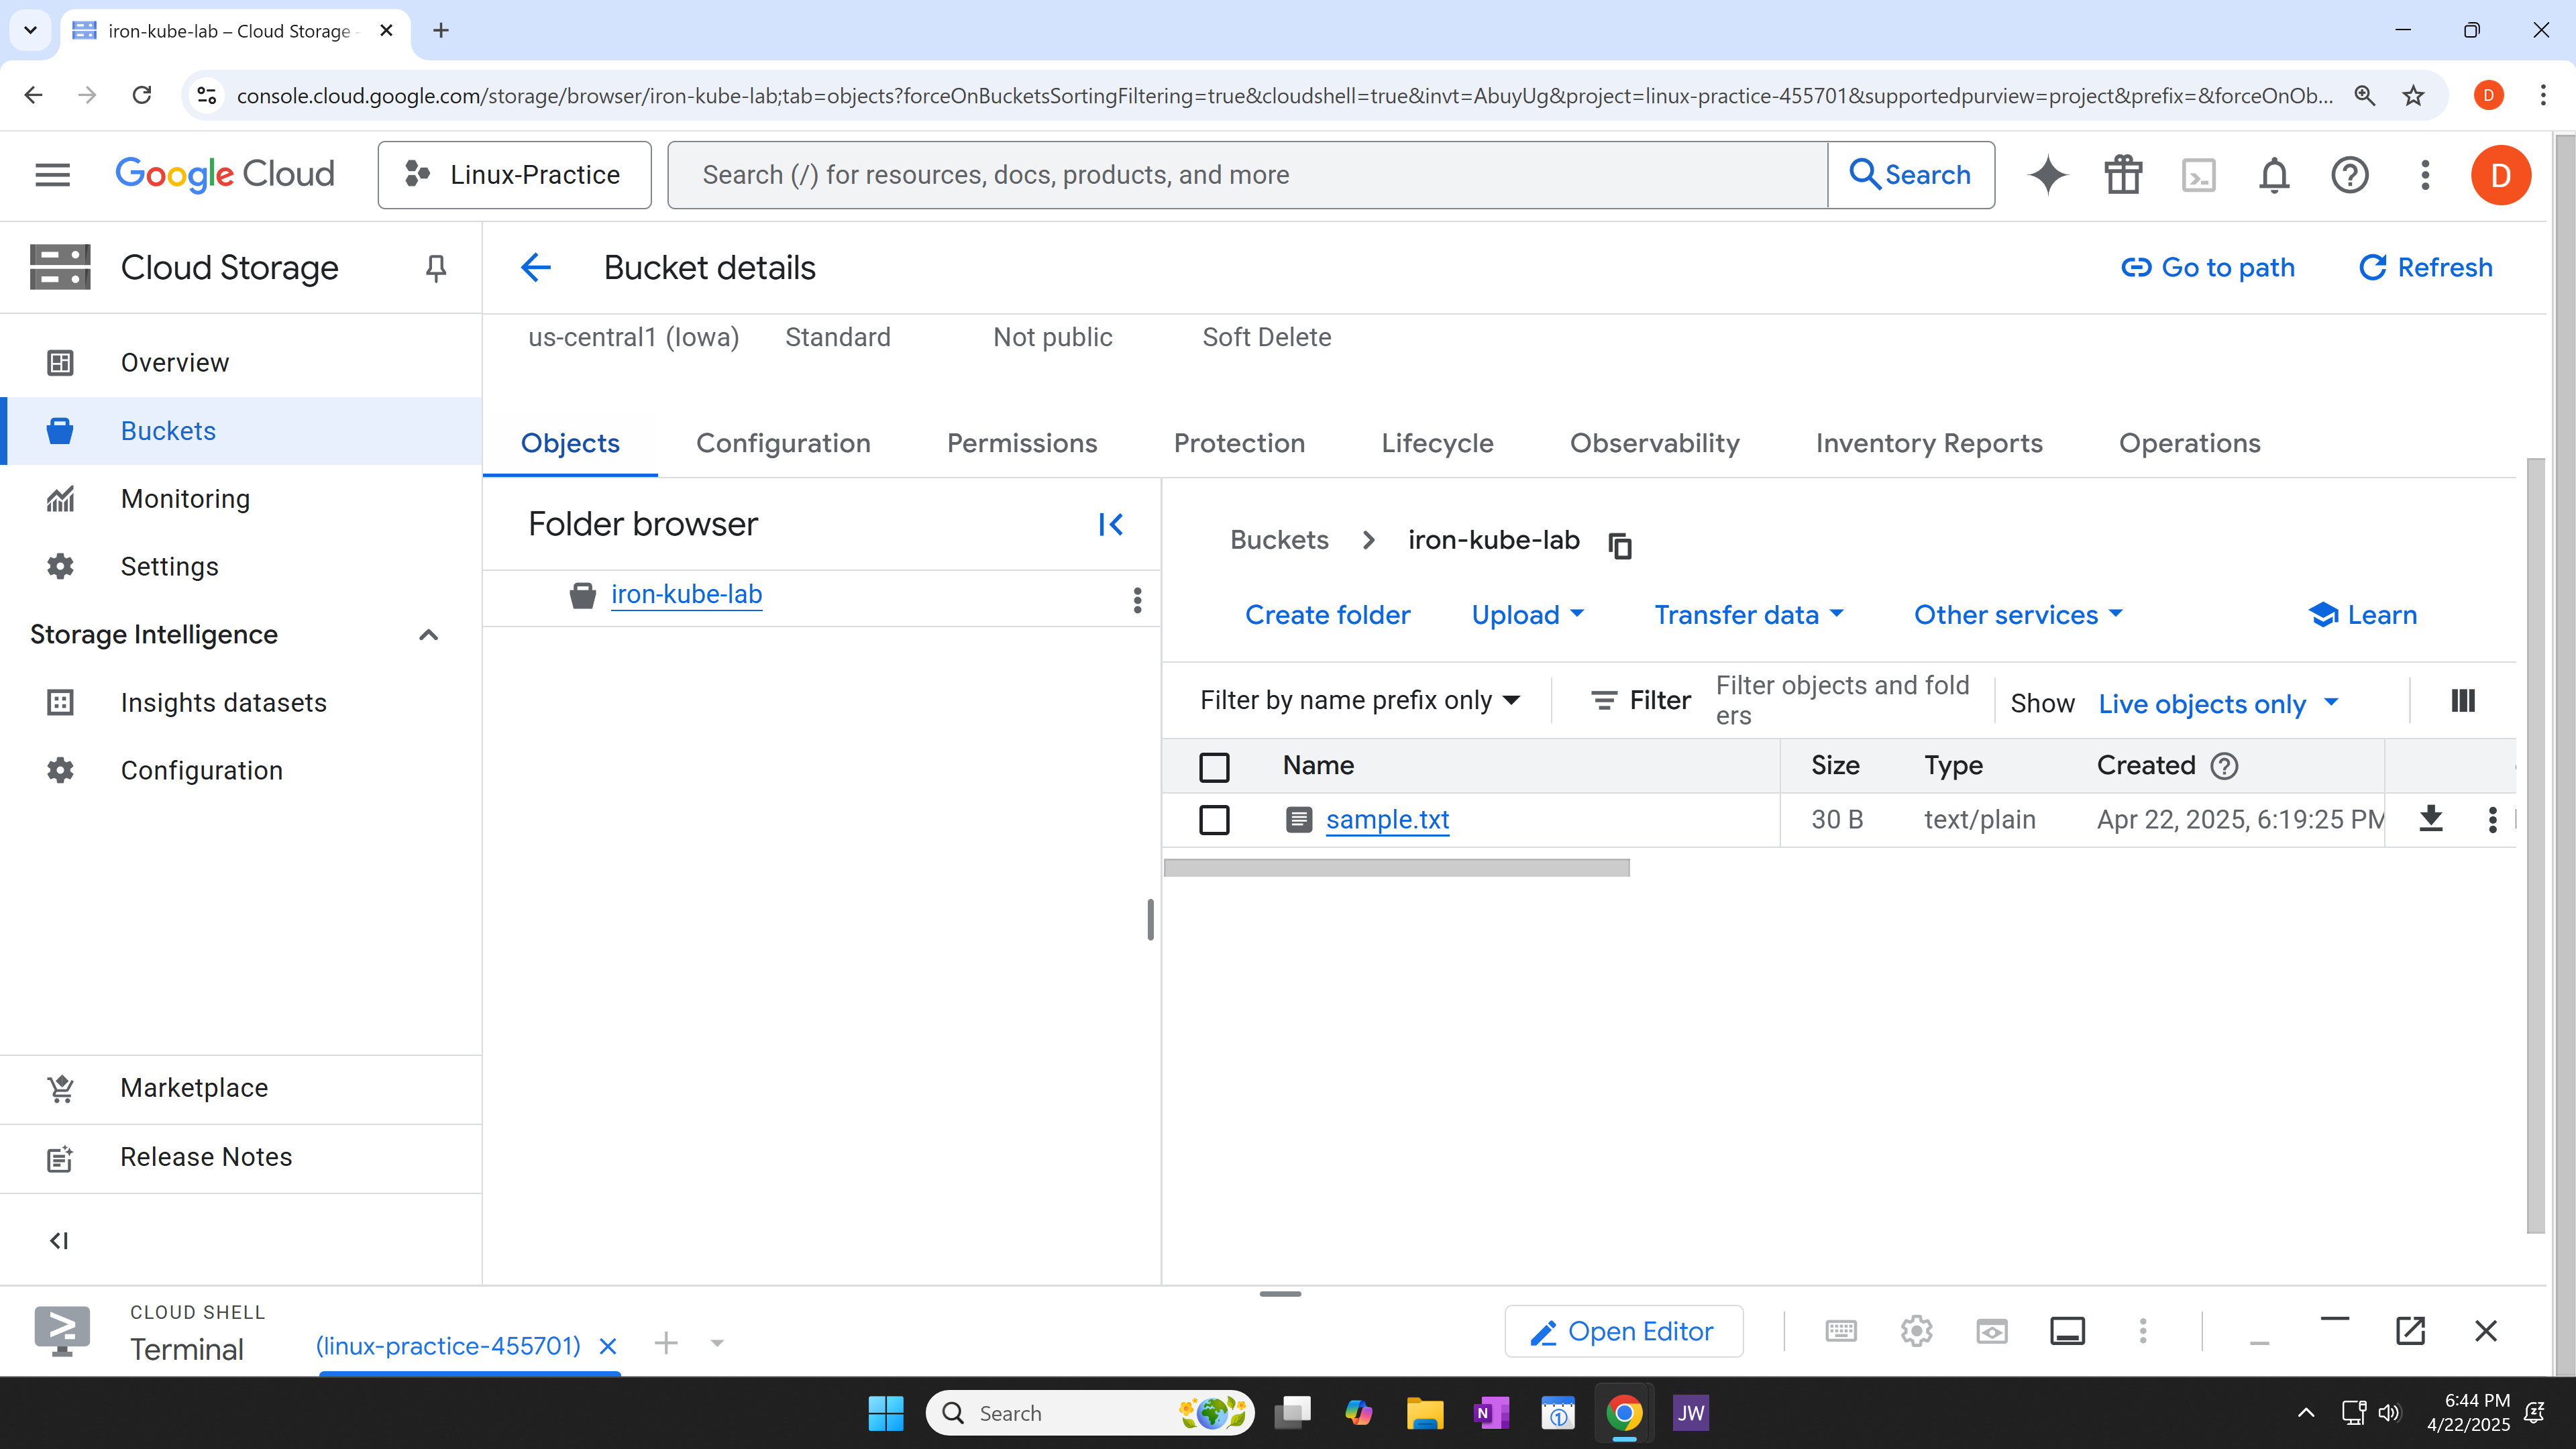 iron-kube-lab – Cloud Storage -
console.cloud.google.com/storage/browser/iron-kube-lab;tab=objects?forceOnBucketsSortingFiltering=true&cloudshell=true&invt=AbuyUg&project=linux-practice-455701&supportedpurview=project&prefix=&forceOnOb...
D
Google Cloud
Linux-Practice
Search (/) for resources, docs, products, and more
Search
D
Cloud Storage
Bucket details
Go to path
Refresh
us-central1 (Iowa)
Standard
Not public
Soft Delete
Overview
Buckets
Monitoring
Settings
Storage Intelligence
Insights datasets
Configuration
Marketplace
Release Notes
Objects
Configuration
Permissions
Protection
Lifecycle
Observability
Inventory Reports
Operations
Folder browser
iron-kube-lab
Buckets
iron-kube-lab
Create folder
Upload
Transfer data
Other services
Learn
Filter by name prefix only
Filter
Filter objects and fold
ers
Show
Live objects only
Name
Size
Type
Created
sample.txt
30 B
text/plain
Apr 22, 2025, 6:19:25 PM
CLOUD SHELL
Terminal
(linux-practice-455701)
Open Editor
Search
N
JW
6:44 PM
4/22/2025